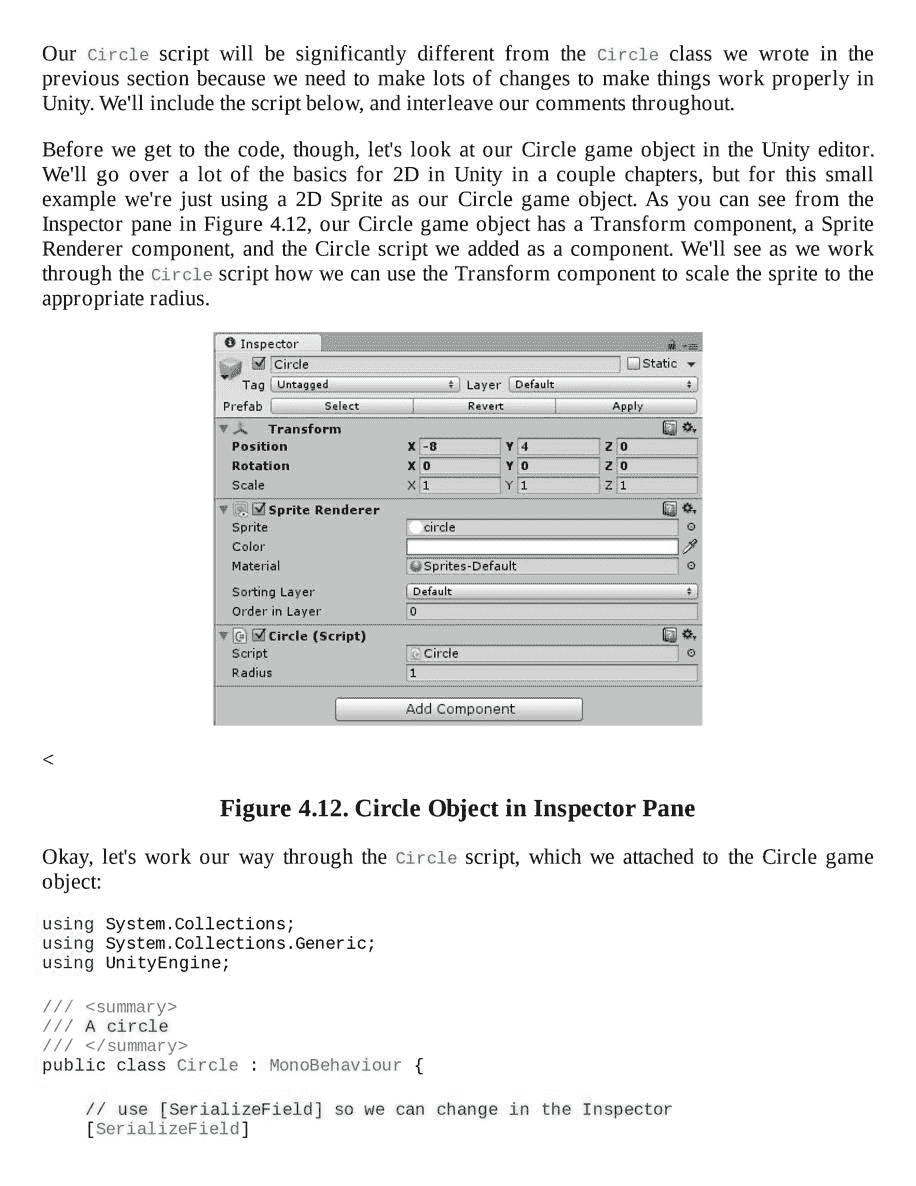 Our Circle script will be significantly different from the Circle class we wrote in the
previous section because we need to make lots of changes to make things work properly in
Unity. We'll include the script below, and interleave our comments throughout.
Before we get to the code, though, let's look at our Circle game object in the Unity editor.
We'll go over a lot of the basics for 2D in Unity in a couple chapters, but for this small
example we're just using a 2D Sprite as our Circle game object. As you can see from the
Inspector pane in Figure 4.12, our Circle game object has a Transform component, a Sprite
Renderer component, and the Circle script we added as a component. We'll see as we work
through the Circle script how we can use the Transform component to scale the sprite to the
appropriate radius.
Inspector
Circle Static
Tag Untagged Layer Default
Prefab Select Revert Apply
Transform
Position X -8 Y 4 Z 0
Rotation X 0 Y 0 Z 0
Scale X 1 Y 1 Z 1
Sprite Renderer
Sprite circle
Color
Material Sprites-Default
Sorting Layer Default
Order in Layer 0
Circle (Script)
Script Circle
Radius 1
Add Component
<
Figure 4.12. Circle Object in Inspector Pane
Okay, let's work our way through the Circle script, which we attached to the Circle game
object:
using System.Collections;
using System.Collections.Generic;
using UnityEngine;
/// <summary>
/// A circle
/// </summary>
public class Circle : MonoBehaviour {
// use [SerializeField] so we can change in the Inspector
[SerializeField]